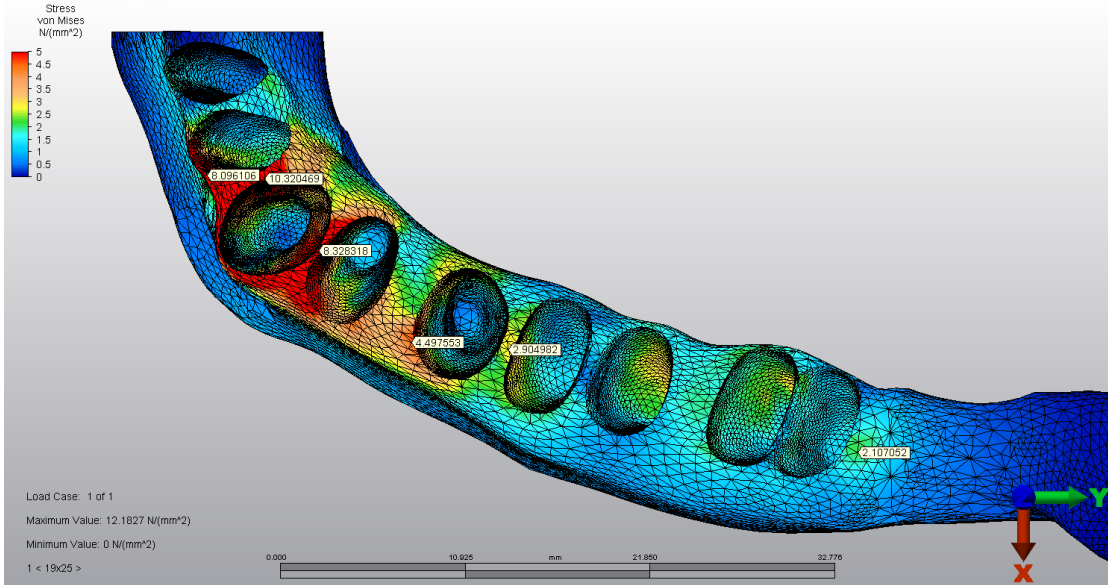 Stress
von Mises
N/(mm^2)
5
4.5
4
3.5
3
2.5
2
1.5
1
0.5
0
8.096106
10.320469
8.328318
4.497553
2.904982
2.107052
Y
X
Load Case: 1 of 1
Maximum Value: 12.1827 N/(mm^2)
Minimum Value: 0 N/(mm^2)
1 < 19x25 >
0.000
10.925
mm
21.850
32.776